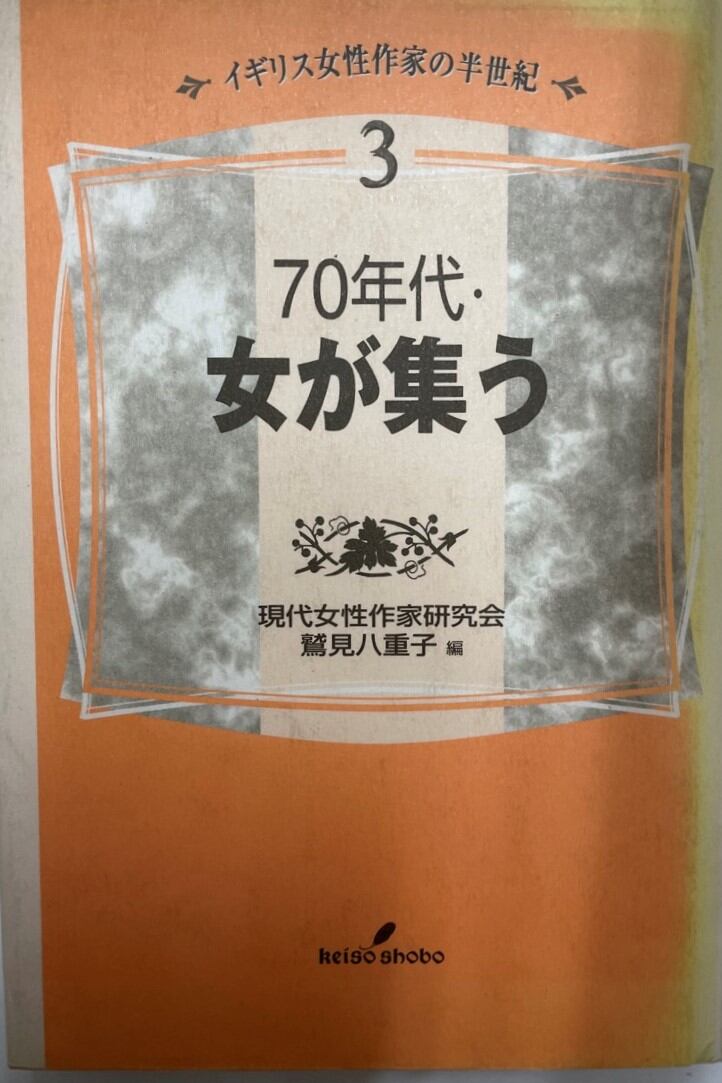 イギリス女性作家の半世紀
3
70年代・
女が集う
現代女性作家研究会
鷲見八重子 編
keiso shobo